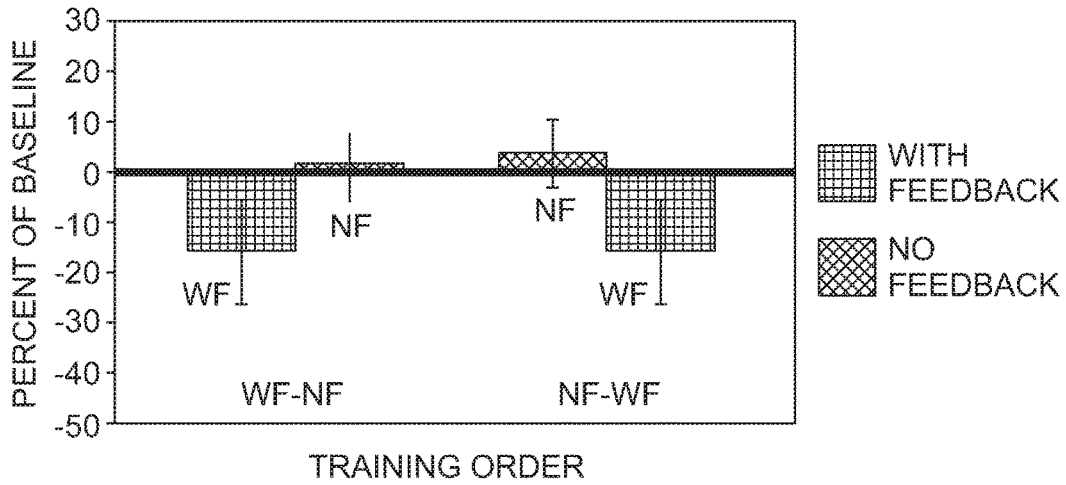 PERCENT OF BASELINE
30
20
10
0
-10
-20
-30
-40
-50
WF
NF
NF
WF
WF-NF
NF-WF
TRAINING ORDER
WITH
FEEDBACK
NO
FEEDBACK